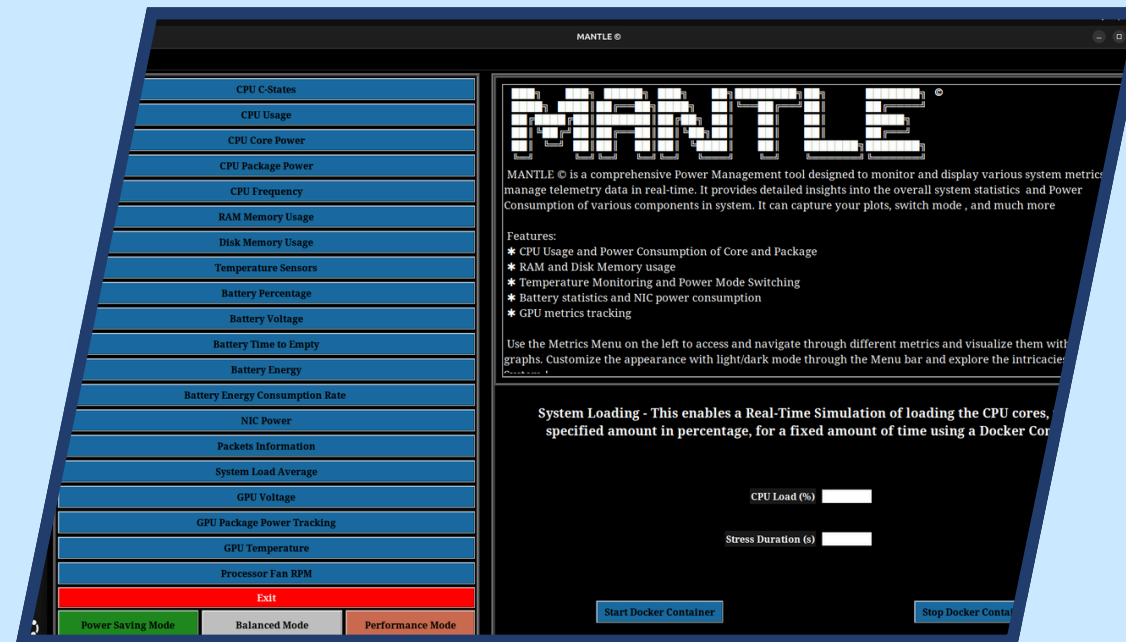 MANTLE ©
CPU C-States
CPU Usage
CPU Core Power
CPU Package Power
CPU Frequency
RAM Memory Usage
Disk Memory Usage
Temperature Sensors
Battery Percentage
Battery Voltage
Battery Time to Empty
Battery Energy
Battery Energy Consumption Rate
NIC Power
Packets Information
System Load Average
GPU Voltage
GPU Package Power Tracking
GPU Temperature
Processor Fan RPM
Exit
Power Saving Mode
Balanced Mode
Performance Mode
MANTLE ©
MANTLE © is a comprehensive Power Management tool designed to monitor and display various system metrics
manage telemetry data in real-time. It provides detailed insights into the overall system statistics and Power
Consumption of various components in system. It can capture your plots, switch mode , and much more
Features:
✱ CPU Usage and Power Consumption of Core and Package
✱ RAM and Disk Memory usage
✱ Temperature Monitoring and Power Mode Switching
✱ Battery statistics and NIC power consumption
✱ GPU metrics tracking
Use the Metrics Menu on the left to access and navigate through different metrics and visualize them with
graphs. Customize the appearance with light/dark mode through the Menu bar and explore the intricacies
System Loading - This enables a Real-Time Simulation of loading the CPU cores,
specified amount in percentage, for a fixed amount of time using a Docker Con
CPU Load (%)
Stress Duration (s)
Start Docker Container
Stop Docker Contai